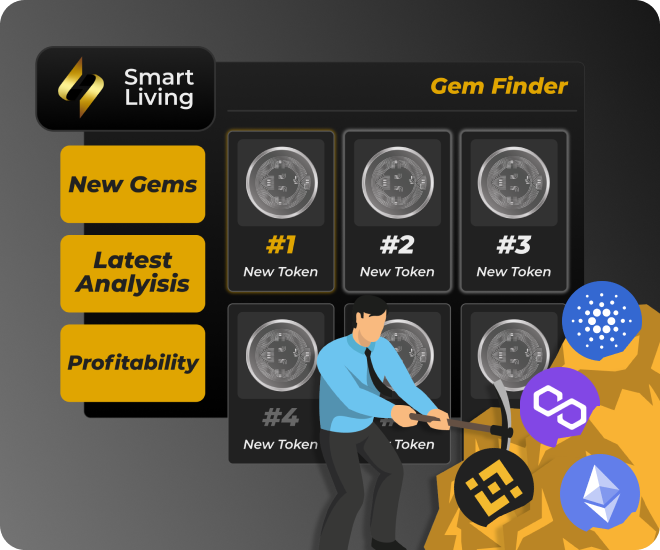 Smart
Living
Gem Finder
New Gems
Latest
Analyisis
Profitability
#1
New Token
#2
New Token
#3
New Token
#4
New Token
#
Token